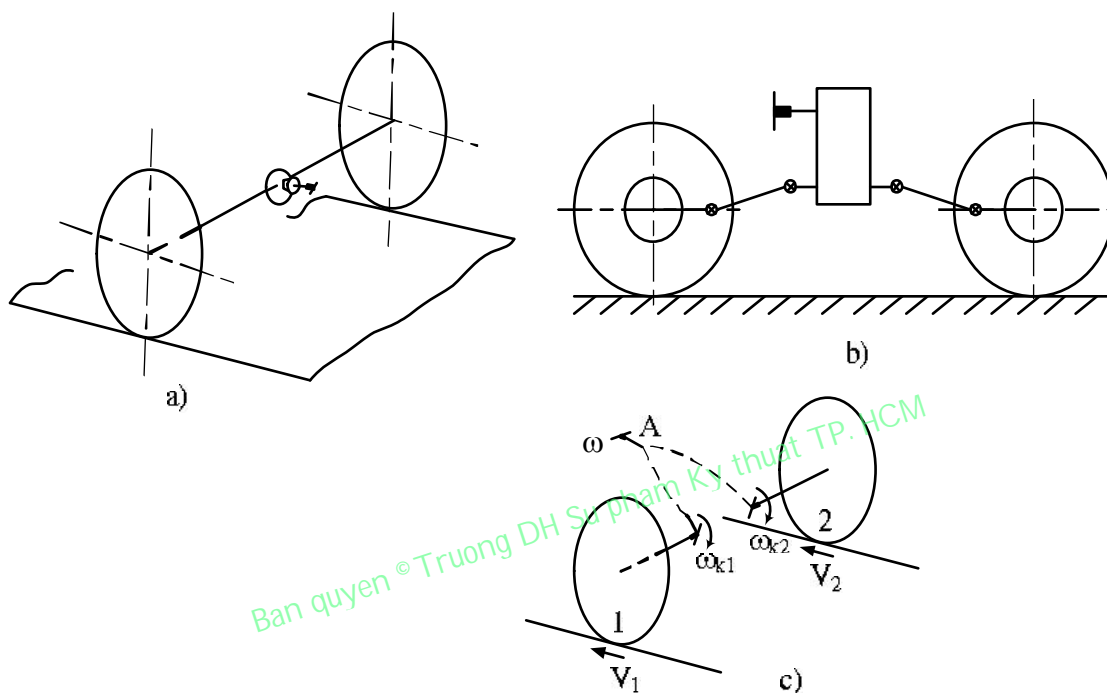 a)
b)
ω A
ωk1
ωk2
1
2
V1
V2
c)
Ban quyen © Truong DH Su pham Ky thuat TP. HCM